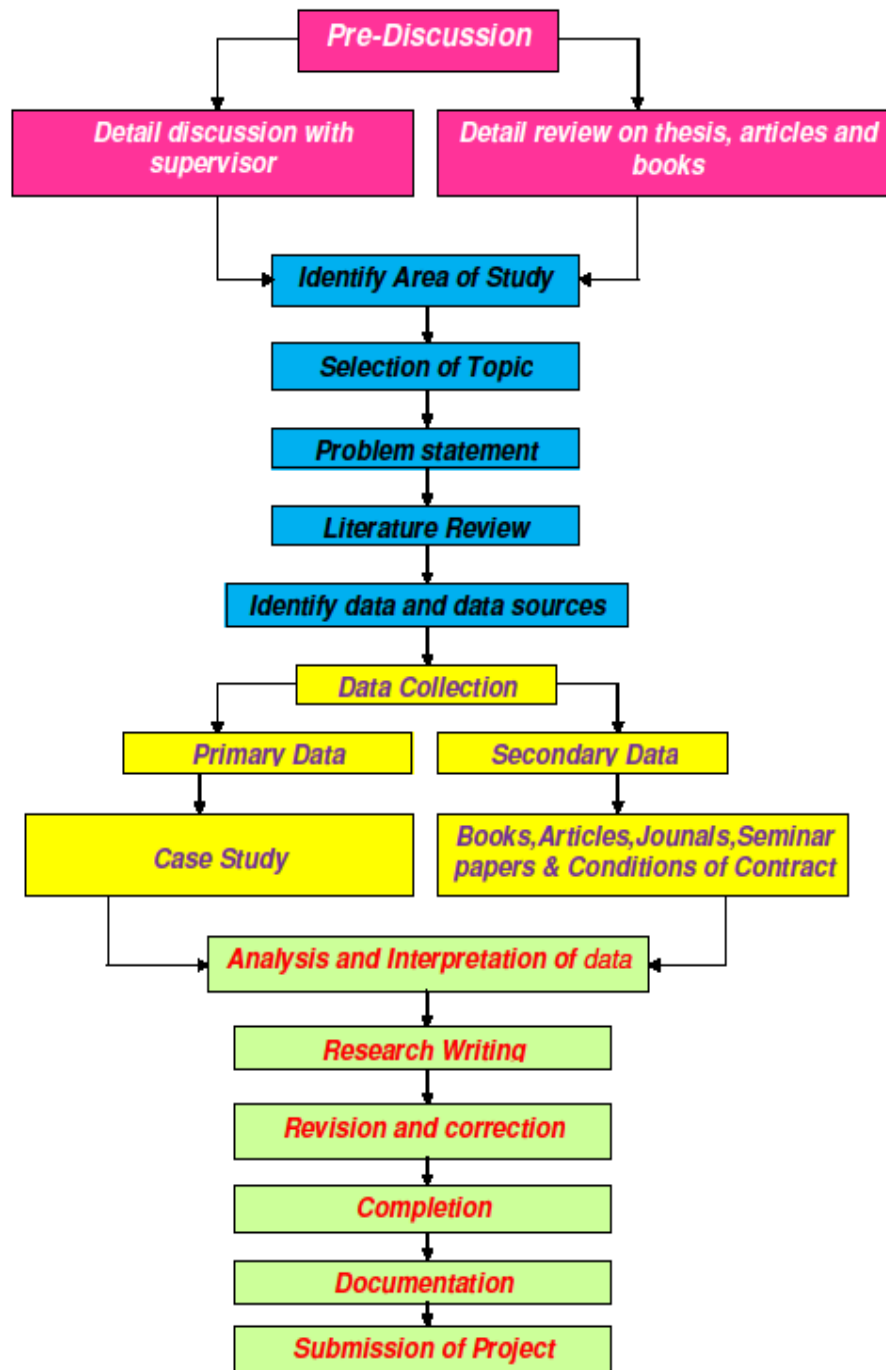 Pre-Discussion
Detail discussion with
supervisor
Detail review on thesis, articles and
books
Identify Area of Study
Selection of Topic
Problem statement
Literature Review
Identify data and data sources
Data Collection
Primary Data
Secondary Data
Case Study
Books,Articles,Jounals,Seminar
papers & Conditions of Contract
Analysis and Interpretation of data
Research Writing
Revision and correction
Completion
Documentation
Submission of Project